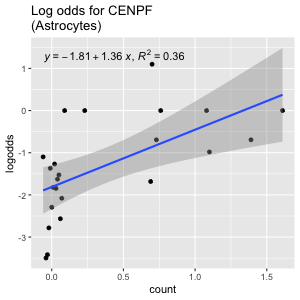 Log odds for CENPF
(Astrocytes)
y = −1.81 + 1.36 x, R² = 0.36
1
0
-1
-2
-3
logodds
0.0 0.5 1.0 1.5
count